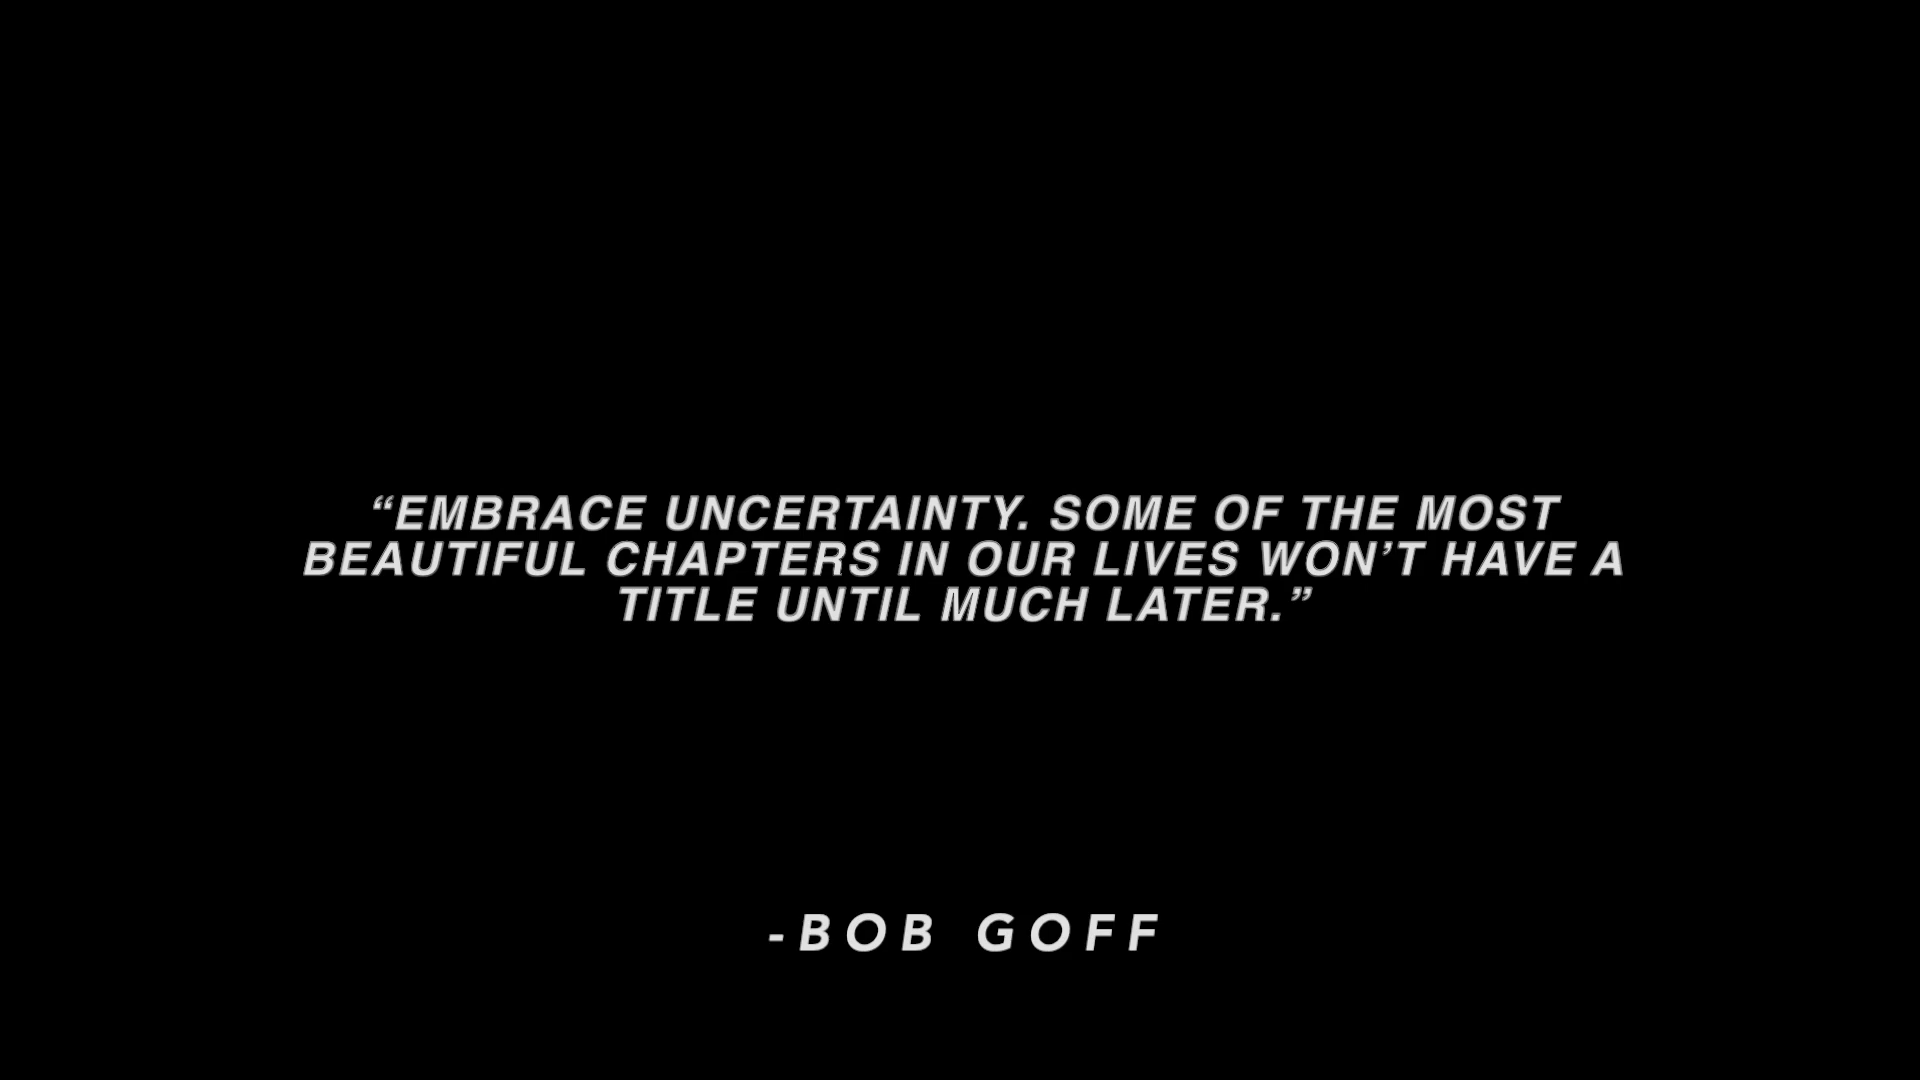 “EMBRACE UNCERTAINTY. SOME OF THE MOST
BEAUTIFUL CHAPTERS IN OUR LIVES WON’T HAVE A
TITLE UNTIL MUCH LATER.”
-BOB GOFF